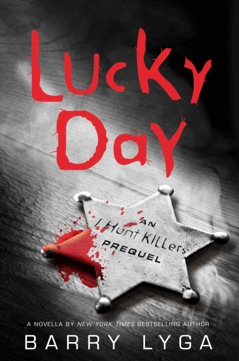 Lucky
Day
AN
I Hunt Killers
PREQUEL
A NOVELLA BY NEW YORK TIMES BESTSELLING AUTHOR
BARRY LYGA